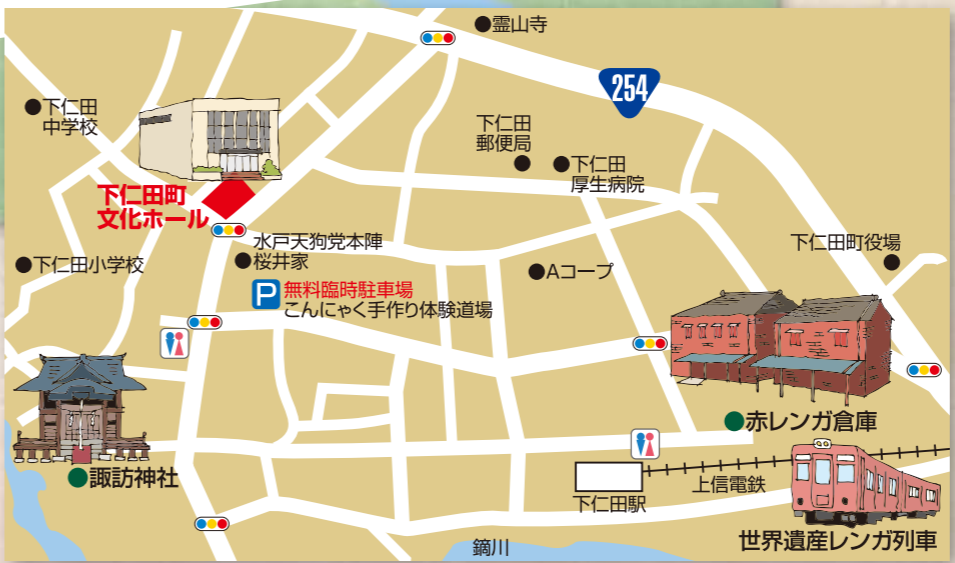 霊山寺
254
下仁田
中学校
下仁田
郵便局
下仁田
厚生病院
下仁田町
文化ホール
水戸天狗党本陣
桜井家
下仁田町役場
下仁田小学校
Aコープ
P 無料臨時駐車場
こんにゃく手作り体験道場
赤レンガ倉庫
諏訪神社
下仁田駅
上信電鉄
世界遺産レンガ列車
鏑川